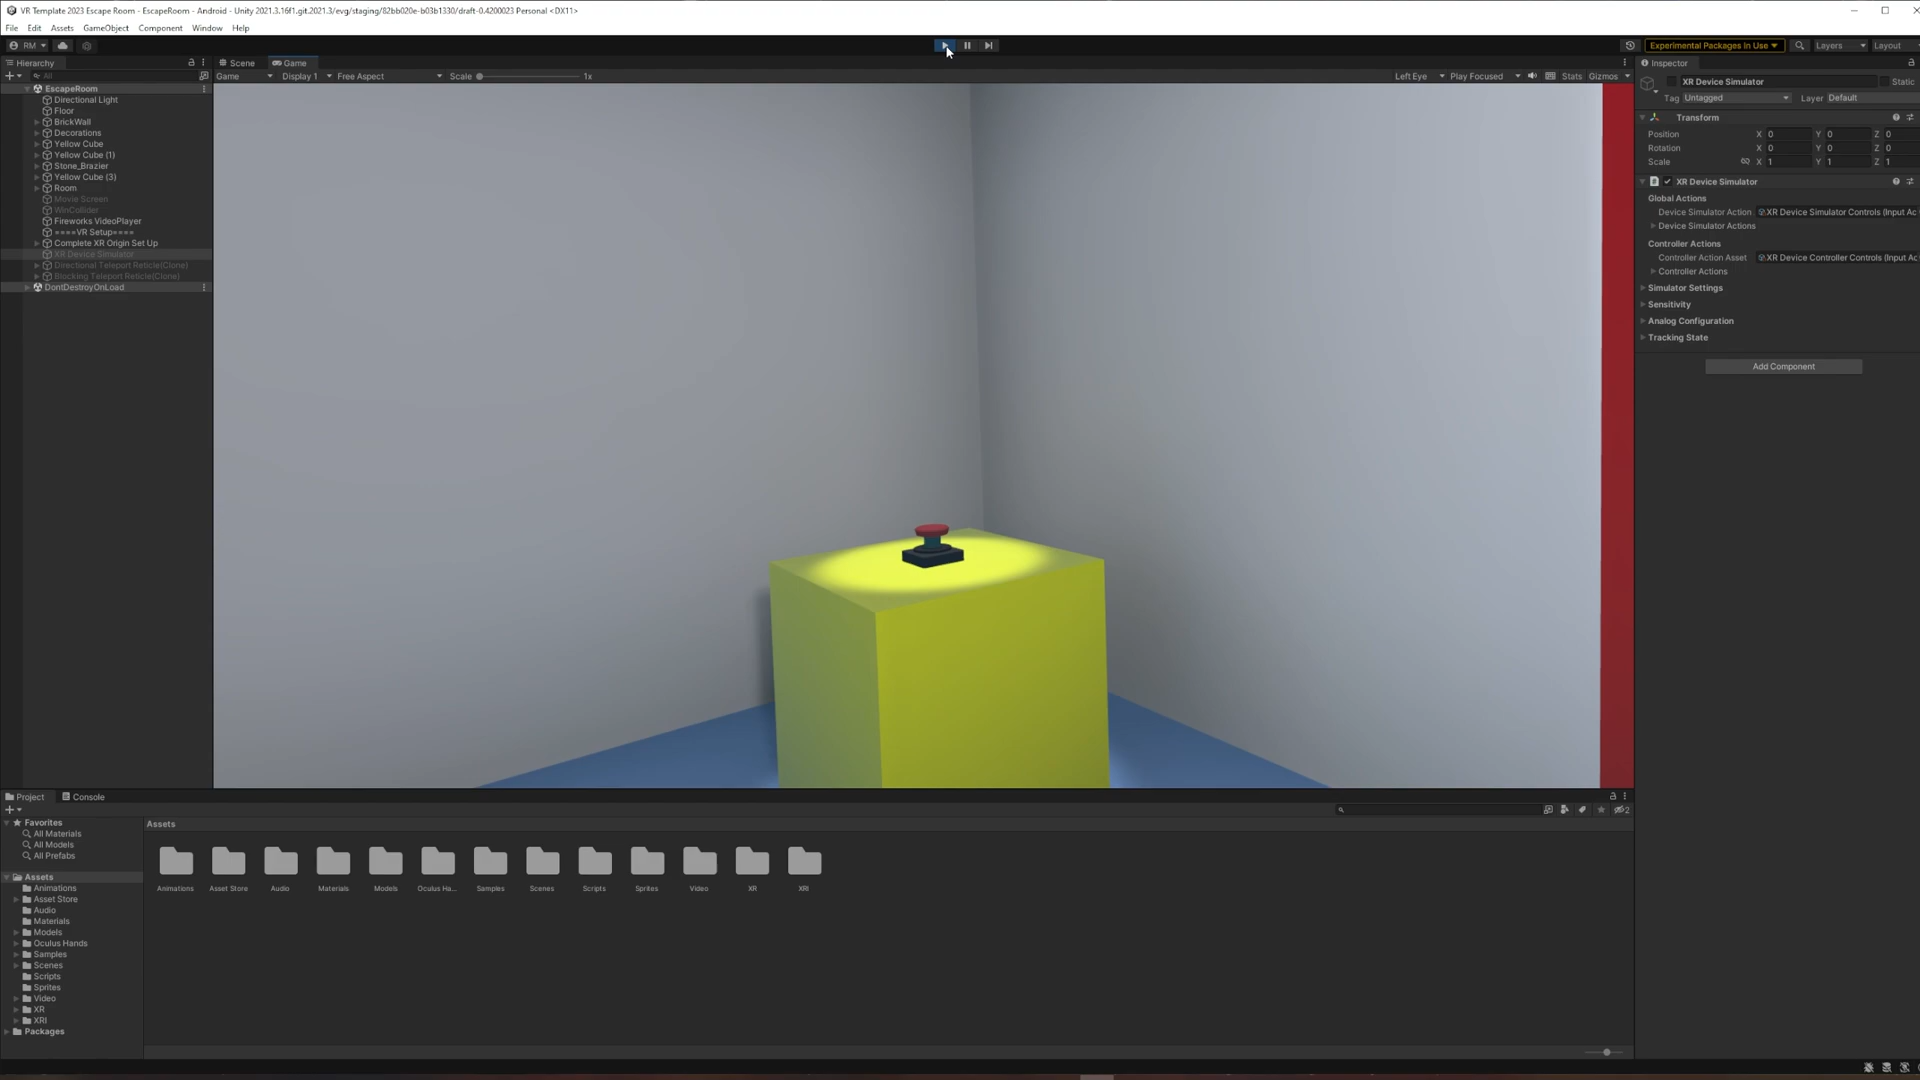 VR Template 2023 Escape Room - EscapeRoom - Android - Unity 2021.3.16f1.git.2021.3/evg/staging/82bb020e-b03b1330/draft-0.4200023 Personal <DX11>
File Edit Assets GameObject Component Window Help
RM Experimental Packages In Use Layers Layout
Hierarchy Scene Game Inspector
All Game Display 1 Free Aspect Scale 1x Left Eye Play Focused Stats Gizmos
XR Device Simulator Static
Tag Untagged Layer Default
EscapeRoom
Directional Light
Floor
BrickWall
Decorations
Yellow Cube
Yellow Cube (1)
Stone_Brazier
Yellow Cube (3)
Room
Movie Screen
WinCollider
Fireworks VideoPlayer
====VR Setup====
Complete XR Origin Set Up
XR Device Simulator
Directional Teleport Reticle(Clone)
Blocking Teleport Reticle(Clone)
DontDestroyOnLoad
Transform
Position X 0 Y 0 Z 0
Rotation X 0 Y 0 Z 0
Scale X 1 Y 1 Z 1
XR Device Simulator
Global Actions
Device Simulator Action XR Device Simulator Controls (Input Ac
Device Simulator Actions
Controller Actions
Controller Action Asset XR Device Controller Controls (Input Ac
Controller Actions
Simulator Settings
Sensitivity
Analog Configuration
Tracking State
Add Component
Project Console
2
Favorites
All Materials
All Models
All Prefabs
Assets
Animations
Asset Store
Audio
Materials
Models
Oculus Hands
Samples
Scenes
Scripts
Sprites
Video
XR
XRI
Packages
Assets
Animations Asset Store Audio Materials Models Oculus Ha... Samples Scenes Scripts Sprites Video XR XRI